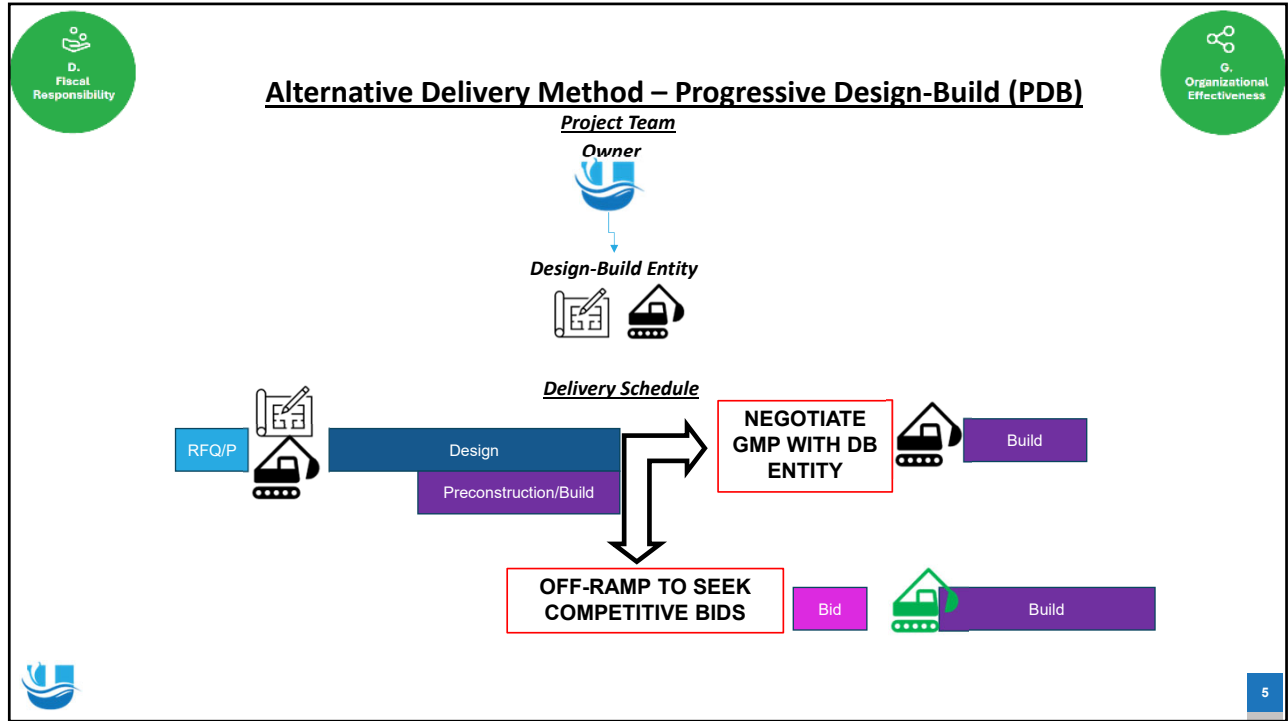 D.
Fiscal
Responsibility
G.
Organizational
Effectiveness
Alternative Delivery Method – Progressive Design-Build (PDB)
Project Team
Owner
Design-Build Entity
Delivery Schedule
RFQ/P
Design
Preconstruction/Build
NEGOTIATE
GMP WITH DB
ENTITY
Build
OFF-RAMP TO SEEK
COMPETITIVE BIDS
Bid
Build
5